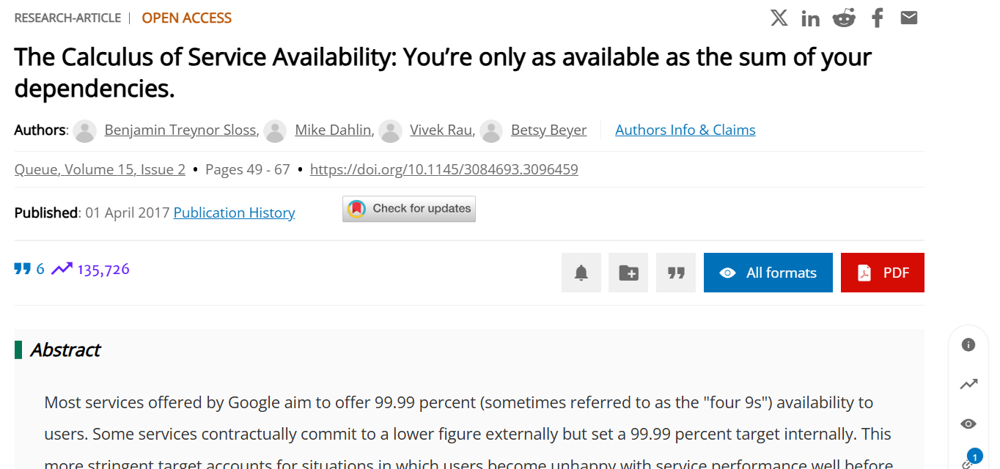 RESEARCH-ARTICLE | OPEN ACCESS
The Calculus of Service Availability: You’re only as available as the sum of your
dependencies.
Authors: Benjamin Treynor Sloss, Mike Dahlin, Vivek Rau, Betsy Beyer Authors Info & Claims
Queue, Volume 15, Issue 2 • Pages 49 - 67 • https://doi.org/10.1145/3084693.3096459
Published: 01 April 2017 Publication History Check for updates
6 135,726 All formats PDF
Abstract
Most services offered by Google aim to offer 99.99 percent (sometimes referred to as the "four 9s") availability to
users. Some services contractually commit to a lower figure externally but set a 99.99 percent target internally. This
more stringent target accounts for situations in which users become unhappy with service performance well before
1